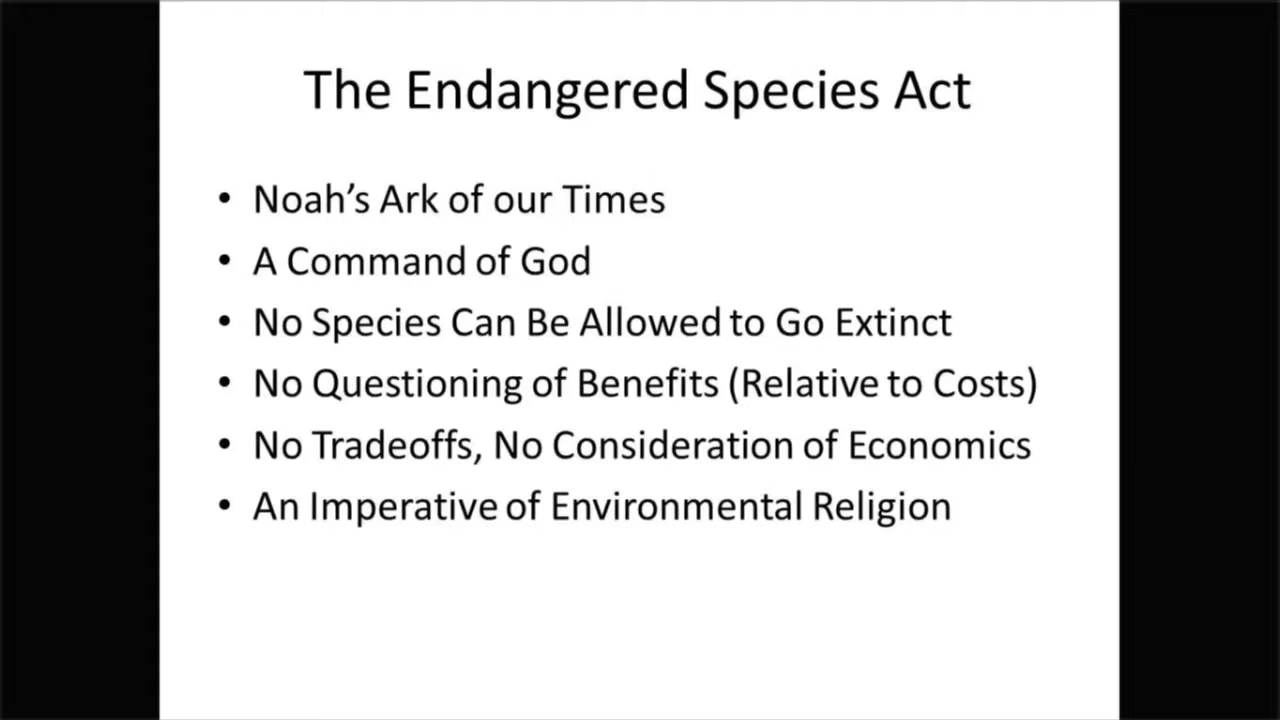 The Endangered Species Act
• Noah’s Ark of our Times
• A Command of God
• No Species Can Be Allowed to Go Extinct
• No Questioning of Benefits (Relative to Costs)
• No Tradeoffs, No Consideration of Economics
• An Imperative of Environmental Religion